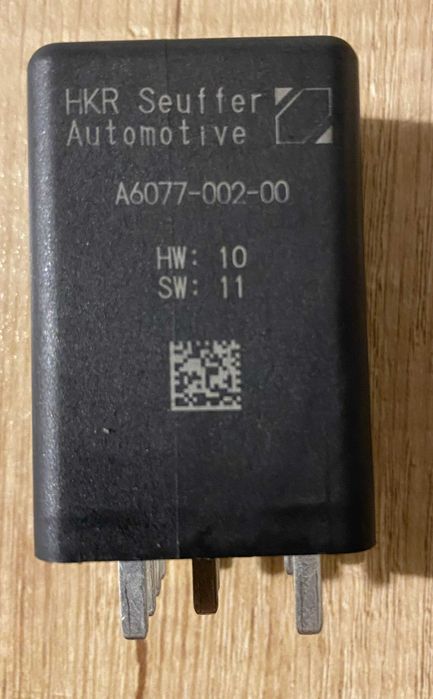 HKR Seuffer
Automotive
A6077-002-00
HW: 10
SW: 11